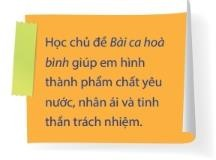 Học chủ đề Bài ca hoà
bình giúp em hình
thành phẩm chất yêu
nước, nhân ái và tinh
thần trách nhiệm.